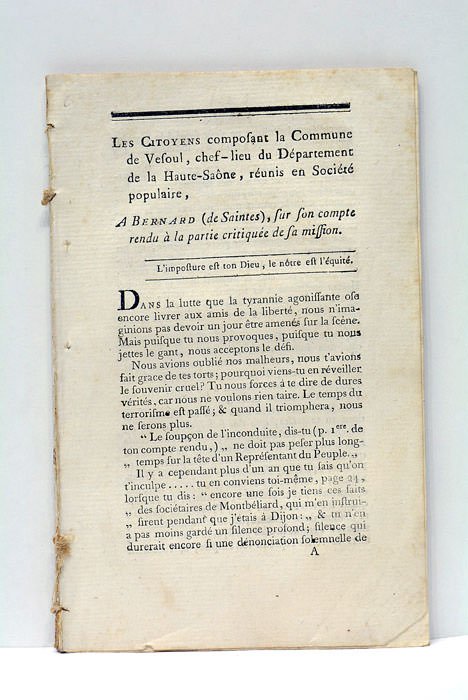 LES CITOYENS compoſant la Commune
de Veſoul, chef-lieu du Département
de la Haute-Saône, réunis en Société
populaire,
A BERNARD (de Saintes), ſur ſon compte
rendu à la partie critiquée de ſa miſſion.
L'impoſture eſt ton Dieu, le nôtre eſt l'équité.
DANS la lutte que la tyrannie agoniſſante oſe
encore livrer aux amis de la liberté, nous n'ima-
ginions pas devoir un jour être amenés ſur la ſcêne.
Mais puiſque tu nous provoques, puiſque tu nous
jettes le gant, nous acceptons le défi.
Nous avions oublié nos malheurs, nous t'avions
fait grace de tes torts; pourquoi viens-tu en réveiller
le ſouvenir cruel? Tu nous forces à te dire de dures
vérités, car nous ne voulons rien taire. Le temps du
terroriſme eſt paſſé; & quand il triomphera, nous
ne ferons plus.
“ Le ſoupçon de l'inconduite, dis-tu (p. 1ere. de
ton compte rendu,) „ ne doit pas peſer plus long-
„ temps ſur la tête d'un Repréſentant du Peuple. „
Il y a cependant plus d'un an que tu ſais qu'on
t'inculpe ..... tu en conviens toi-même, page 24,
lorſque tu dis: “ encore une fois je tiens ces faits
„ des ſociétaires de Montbéliard, qui m'en inſtrui-
„ ſirent pendant que j'étais à Dijon: „ & tu n'en
a pas moins gardé un ſilence profond; ſilence qui
durerait encore ſi une dénonciation ſolemnelle de
A